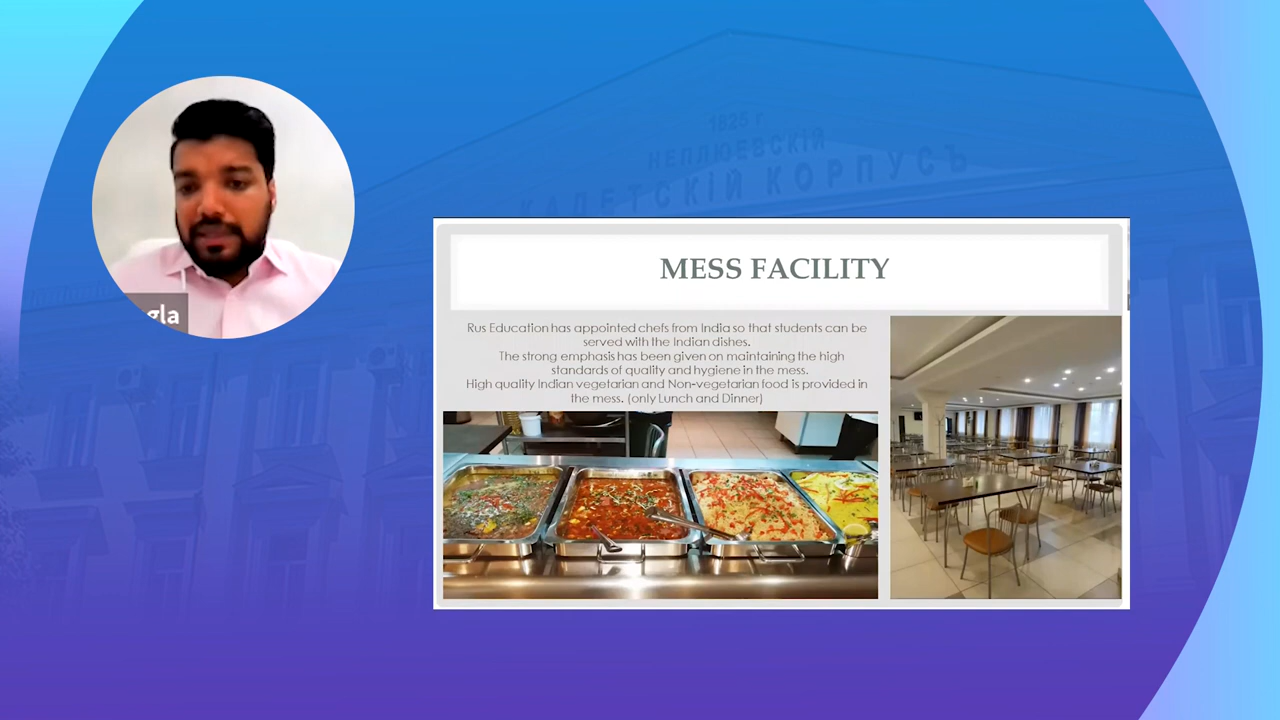 1825 г
НЕПЛЮЕВСКІЙ
КАДЕТСКІЙ КОРПУСЪ
gla
MESS FACILITY
Rus Education has appointed chefs from India so that students can be
served with the Indian dishes.
The strong emphasis has been given on maintaining the high
standards of quality and hygiene in the mess.
High quality Indian vegetarian and Non-vegetarian food is provided in
the mess. (only Lunch and Dinner)